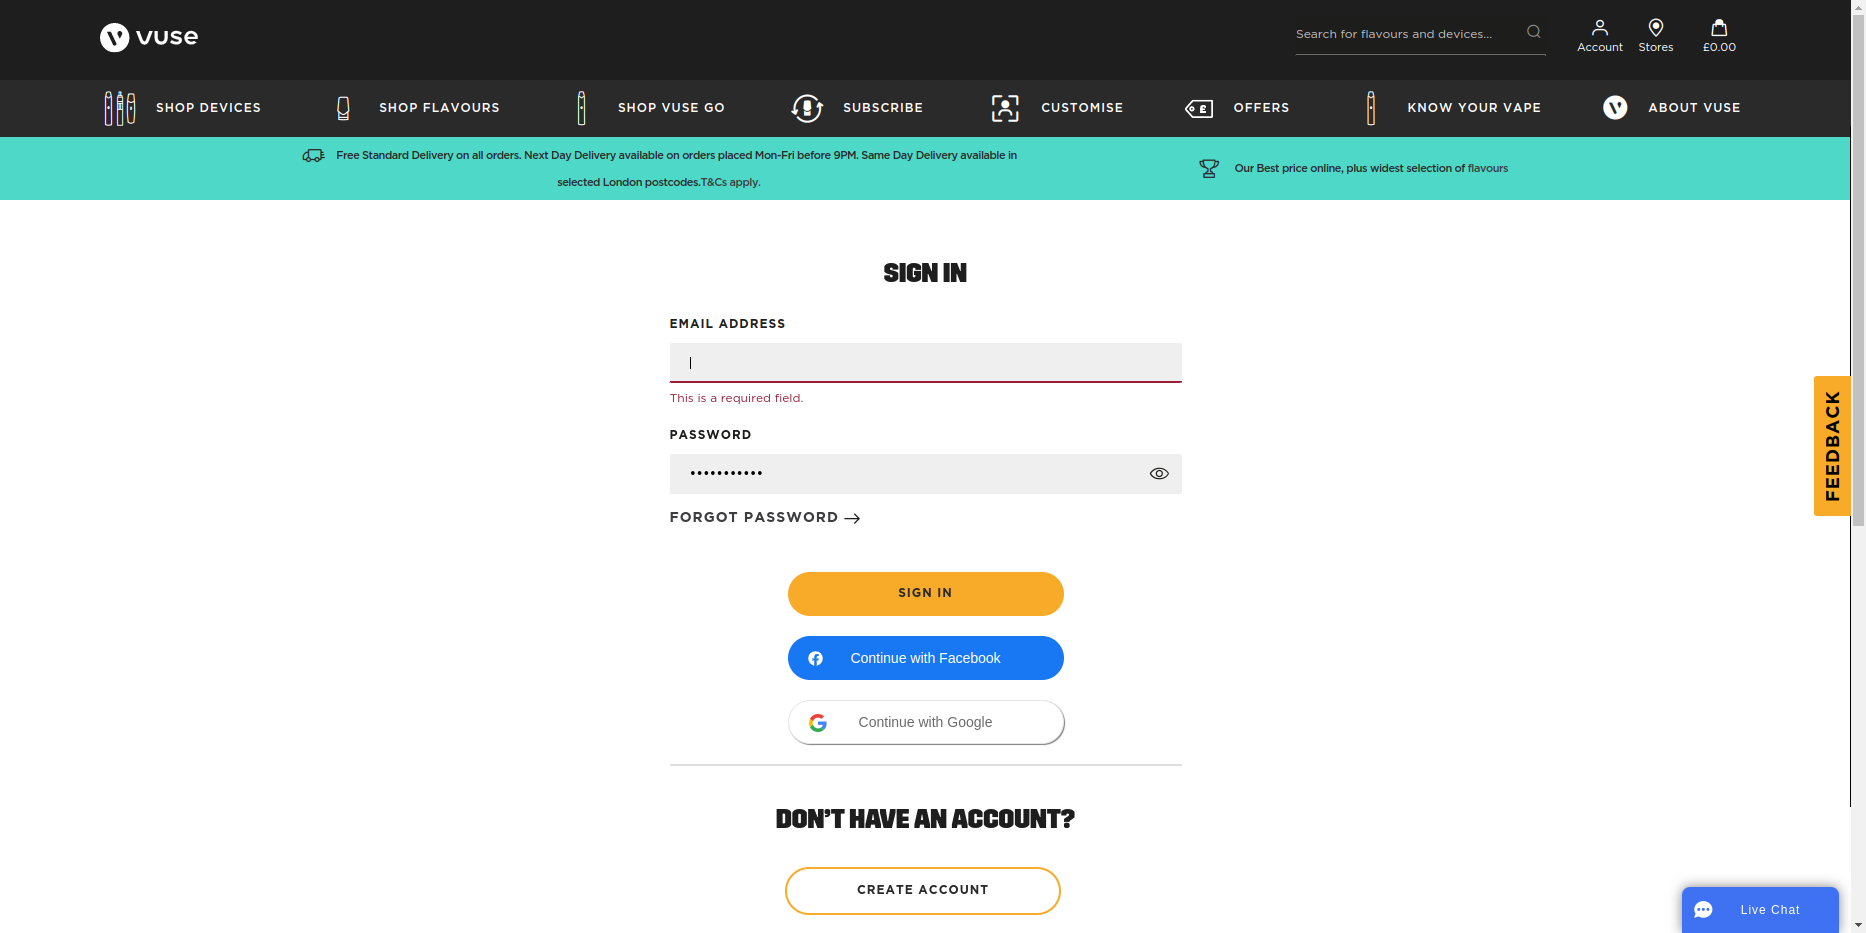 vuse
Search for flavours and devices...
Account
Stores
£0.00
SHOP DEVICES
SHOP FLAVOURS
SHOP VUSE GO
SUBSCRIBE
CUSTOMISE
OFFERS
KNOW YOUR VAPE
ABOUT VUSE
Free Standard Delivery on all orders. Next Day Delivery available on orders placed Mon-Fri before 9PM. Same Day Delivery available in
selected London postcodes.T&Cs apply.
Our Best price online, plus widest selection of flavours
SIGN IN
EMAIL ADDRESS
This is a required field.
PASSWORD
•••••••••••
FORGOT PASSWORD
SIGN IN
Continue with Facebook
Continue with Google
DON'T HAVE AN ACCOUNT?
CREATE ACCOUNT
FEEDBACK
Live Chat